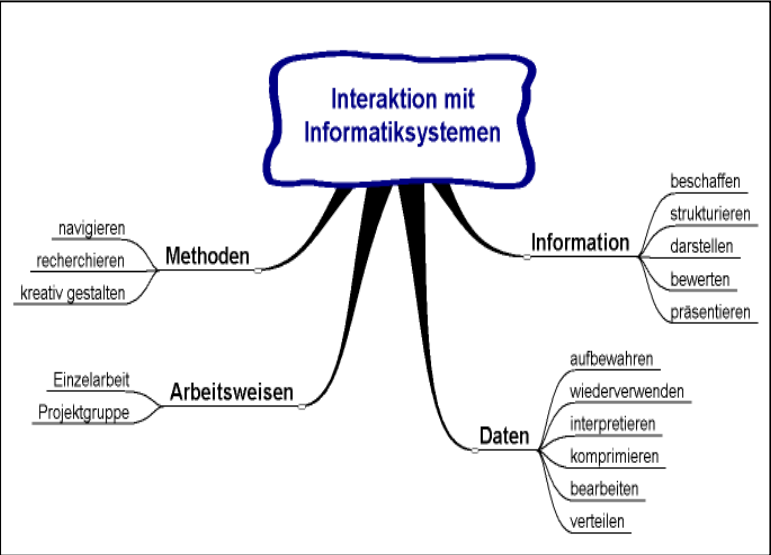 Interaktion mit
Informatiksystemen
navigieren
recherchieren
kreativ gestalten
Methoden
Einzelarbeit
Projektgruppe
Arbeitsweisen
Information
beschaffen
strukturieren
darstellen
bewerten
präsentieren
Daten
aufbewahren
wiederverwenden
interpretieren
komprimieren
bearbeiten
verteilen